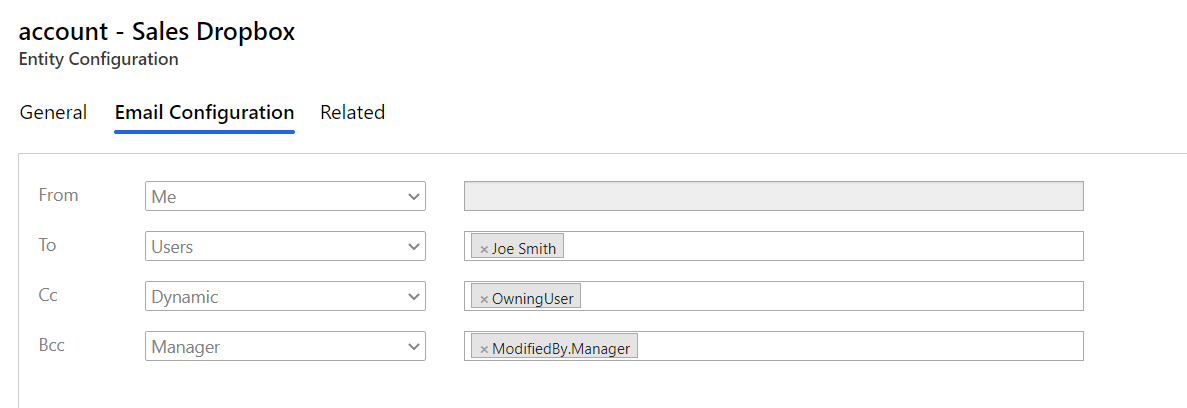 account - Sales Dropbox
Entity Configuration
General Email Configuration Related
From Me
To Users × Joe Smith
Cc Dynamic × OwningUser
Bcc Manager × ModifiedBy.Manager